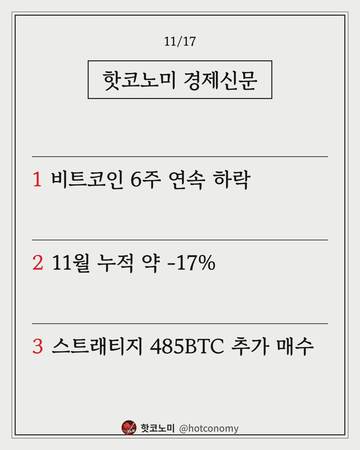 11/17
핫코노미 경제신문
1 비트코인 6주 연속 하락
2 11월 누적 약 -17%
3 스트래티지 485BTC 추가 매수
핫코노미 @hotconomy